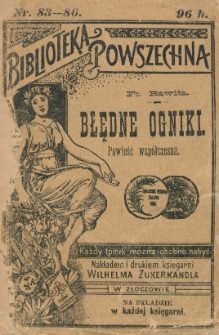 Nr. 83—86.
96 h.
BIBLIOTEKA
POWSZECHNA
Fr. Rawita.
BŁĘDNE OGNIKI.
Powieść współczesna.
Każdy tomik można osobno nabyć
Nakładem i drukiem księgarni
WILHELMA ZUKERKANDLA
W ZŁOCZOWIE.
NA SKŁADZIE
w każdej księgarni.